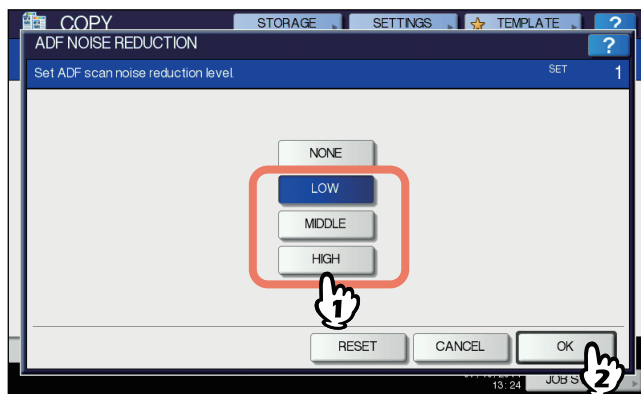 COPY STORAGE SETTINGS TEMPLATE ?
ADF NOISE REDUCTION ?
Set ADF scan noise reduction level. SET 1
NONE
LOW
MIDDLE
HIGH
1
RESET CANCEL OK
2
13:24 JOB S